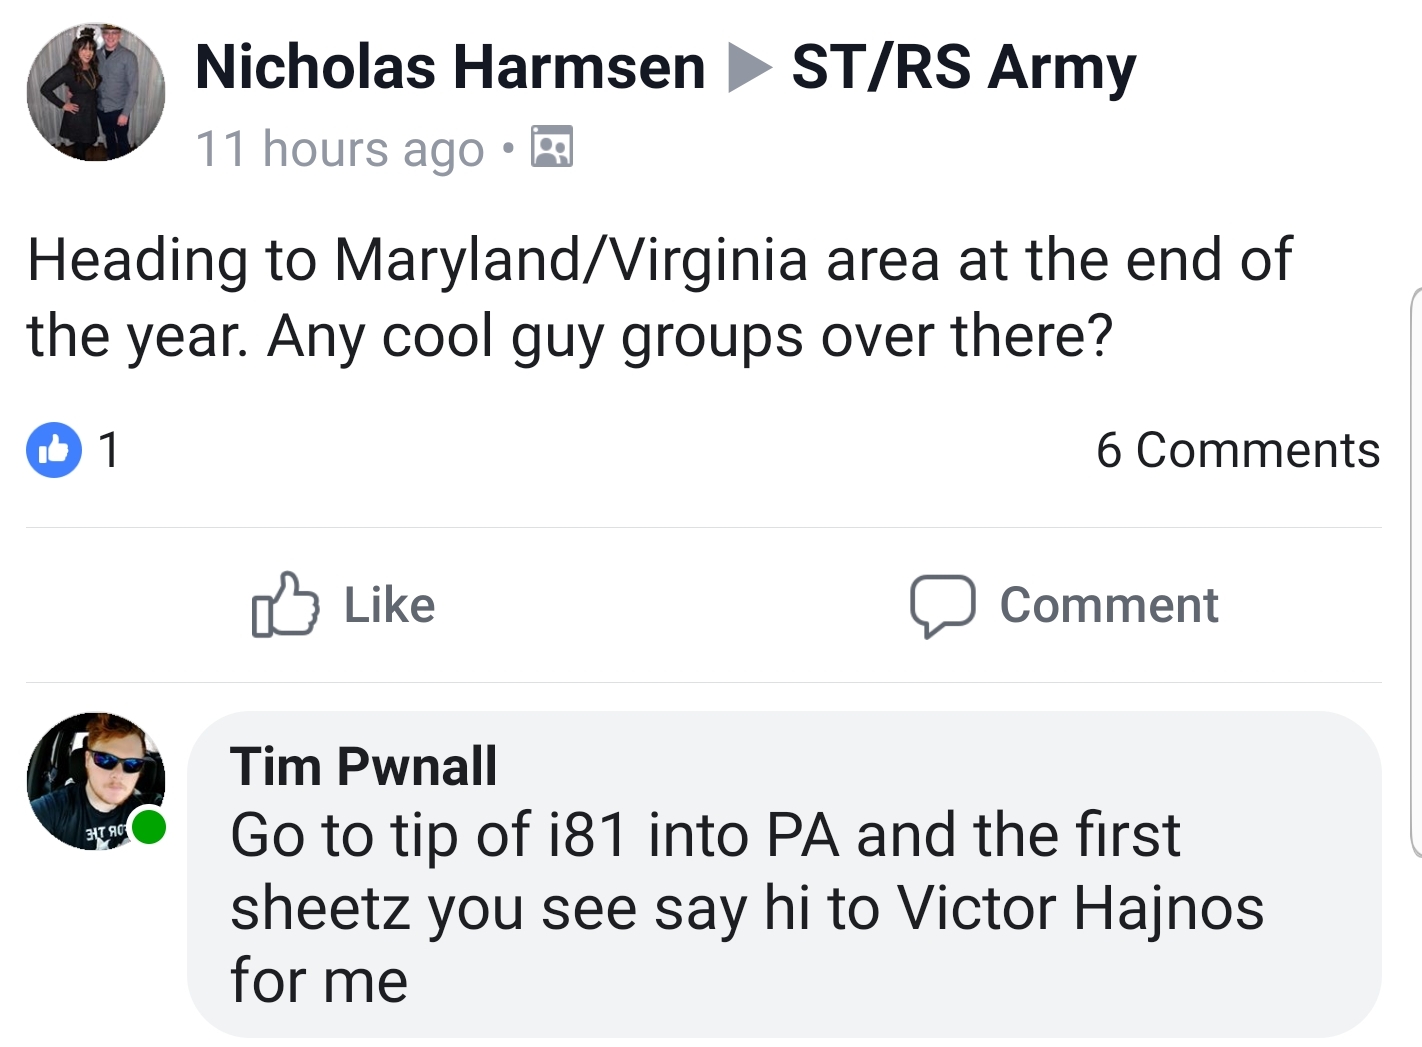 Nicholas Harmsen ▶ ST/RS Army
11 hours ago •
Heading to Maryland/Virginia area at the end of
the year. Any cool guy groups over there?
1
6 Comments
Like
Comment
Tim Pwnall
Go to tip of i81 into PA and the first
sheetz you see say hi to Victor Hajnos
for me